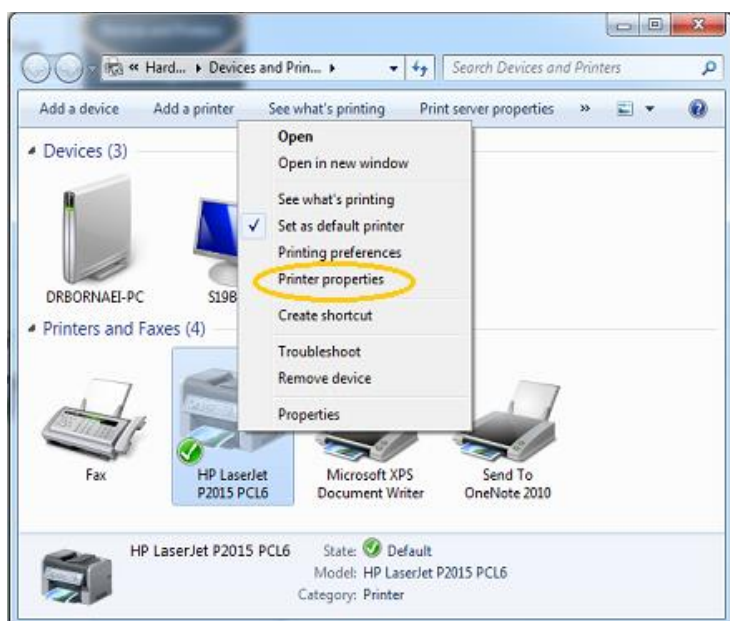 « Hard... ▸ Devices and Prin... ▸
Search Devices and Printers
Add a device Add a printer See what's printing Print server properties »
Devices (3)
DRBORNAEI-PC
S19B
Open
Open in new window
See what's printing
Set as default printer
Printing preferences
Printer properties
Create shortcut
Troubleshoot
Remove device
Properties
Printers and Faxes (4)
Fax
HP LaserJet
P2015 PCL6
Microsoft XPS
Document Writer
Send To
OneNote 2010
HP LaserJet P2015 PCL6 State: Default
Model: HP LaserJet P2015 PCL6
Category: Printer